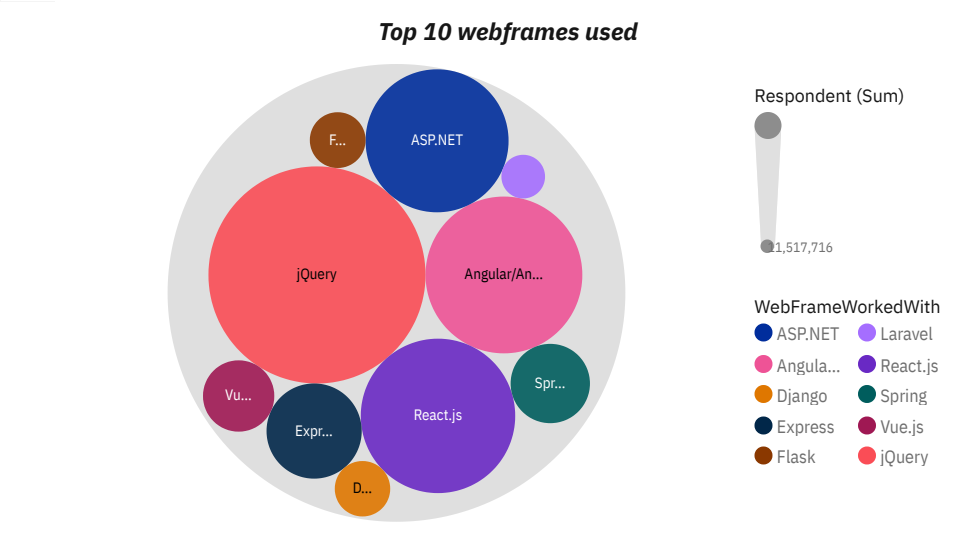 Top 10 webframes used
F...
ASP.NET
jQuery
Angular/An...
Vu...
Expr...
React.js
Spr...
D...
Respondent (Sum)
11,517,716
WebFrameWorkedWith
ASP.NET
Laravel
Angula...
React.js
Django
Spring
Express
Vue.js
Flask
jQuery